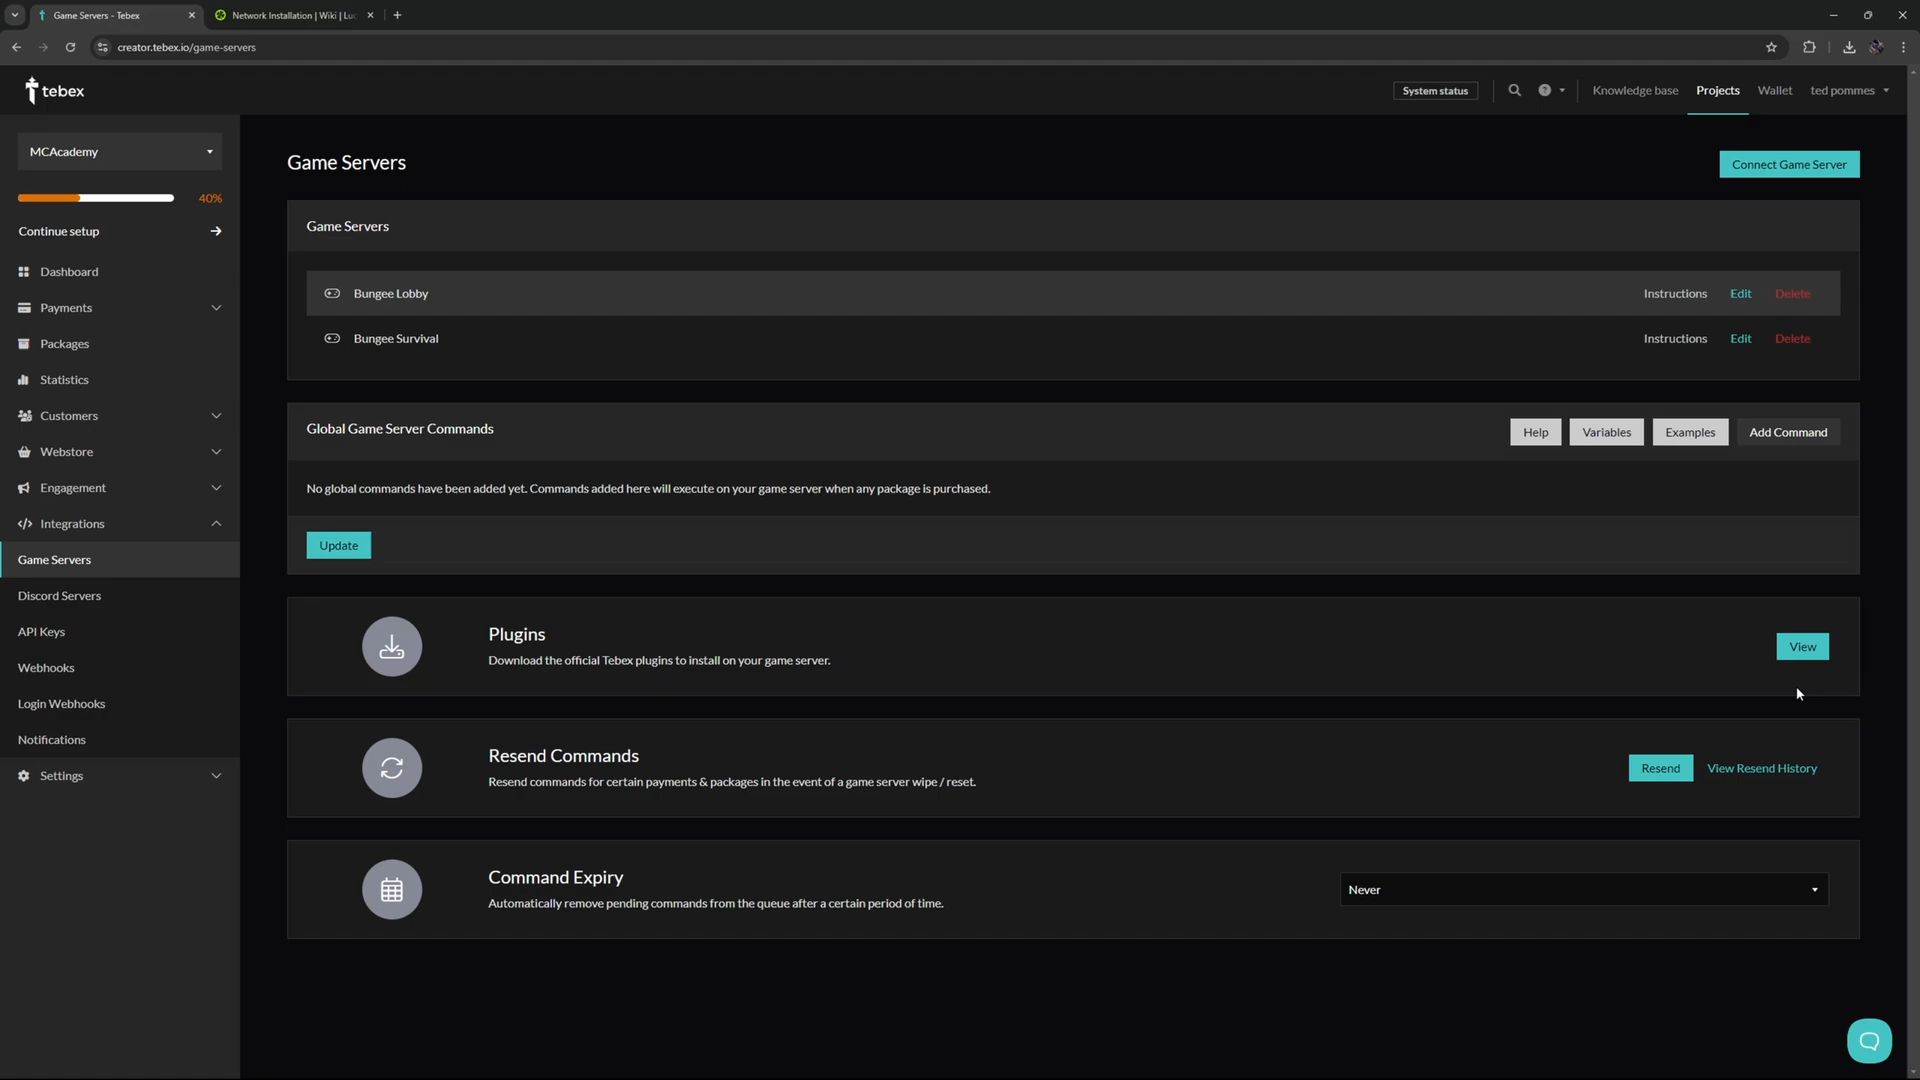 Game Servers - Tebex
Network Installation | Wiki | Lu
creator.tebex.io/game-servers
tebex
System status
Knowledge base
Projects
Wallet
ted pommes
MCAcademy
40%
Continue setup
Dashboard
Payments
Packages
Statistics
Customers
Webstore
Engagement
Integrations
Game Servers
Discord Servers
API Keys
Webhooks
Login Webhooks
Notifications
Settings
Game Servers
Connect Game Server
Game Servers
Bungee Lobby
Instructions Edit Delete
Bungee Survival
Instructions Edit Delete
Global Game Server Commands
Help Variables Examples Add Command
No global commands have been added yet. Commands added here will execute on your game server when any package is purchased.
Update
Plugins
Download the official Tebex plugins to install on your game server.
View
Resend Commands
Resend commands for certain payments & packages in the event of a game server wipe / reset.
Resend View Resend History
Command Expiry
Automatically remove pending commands from the queue after a certain period of time.
Never